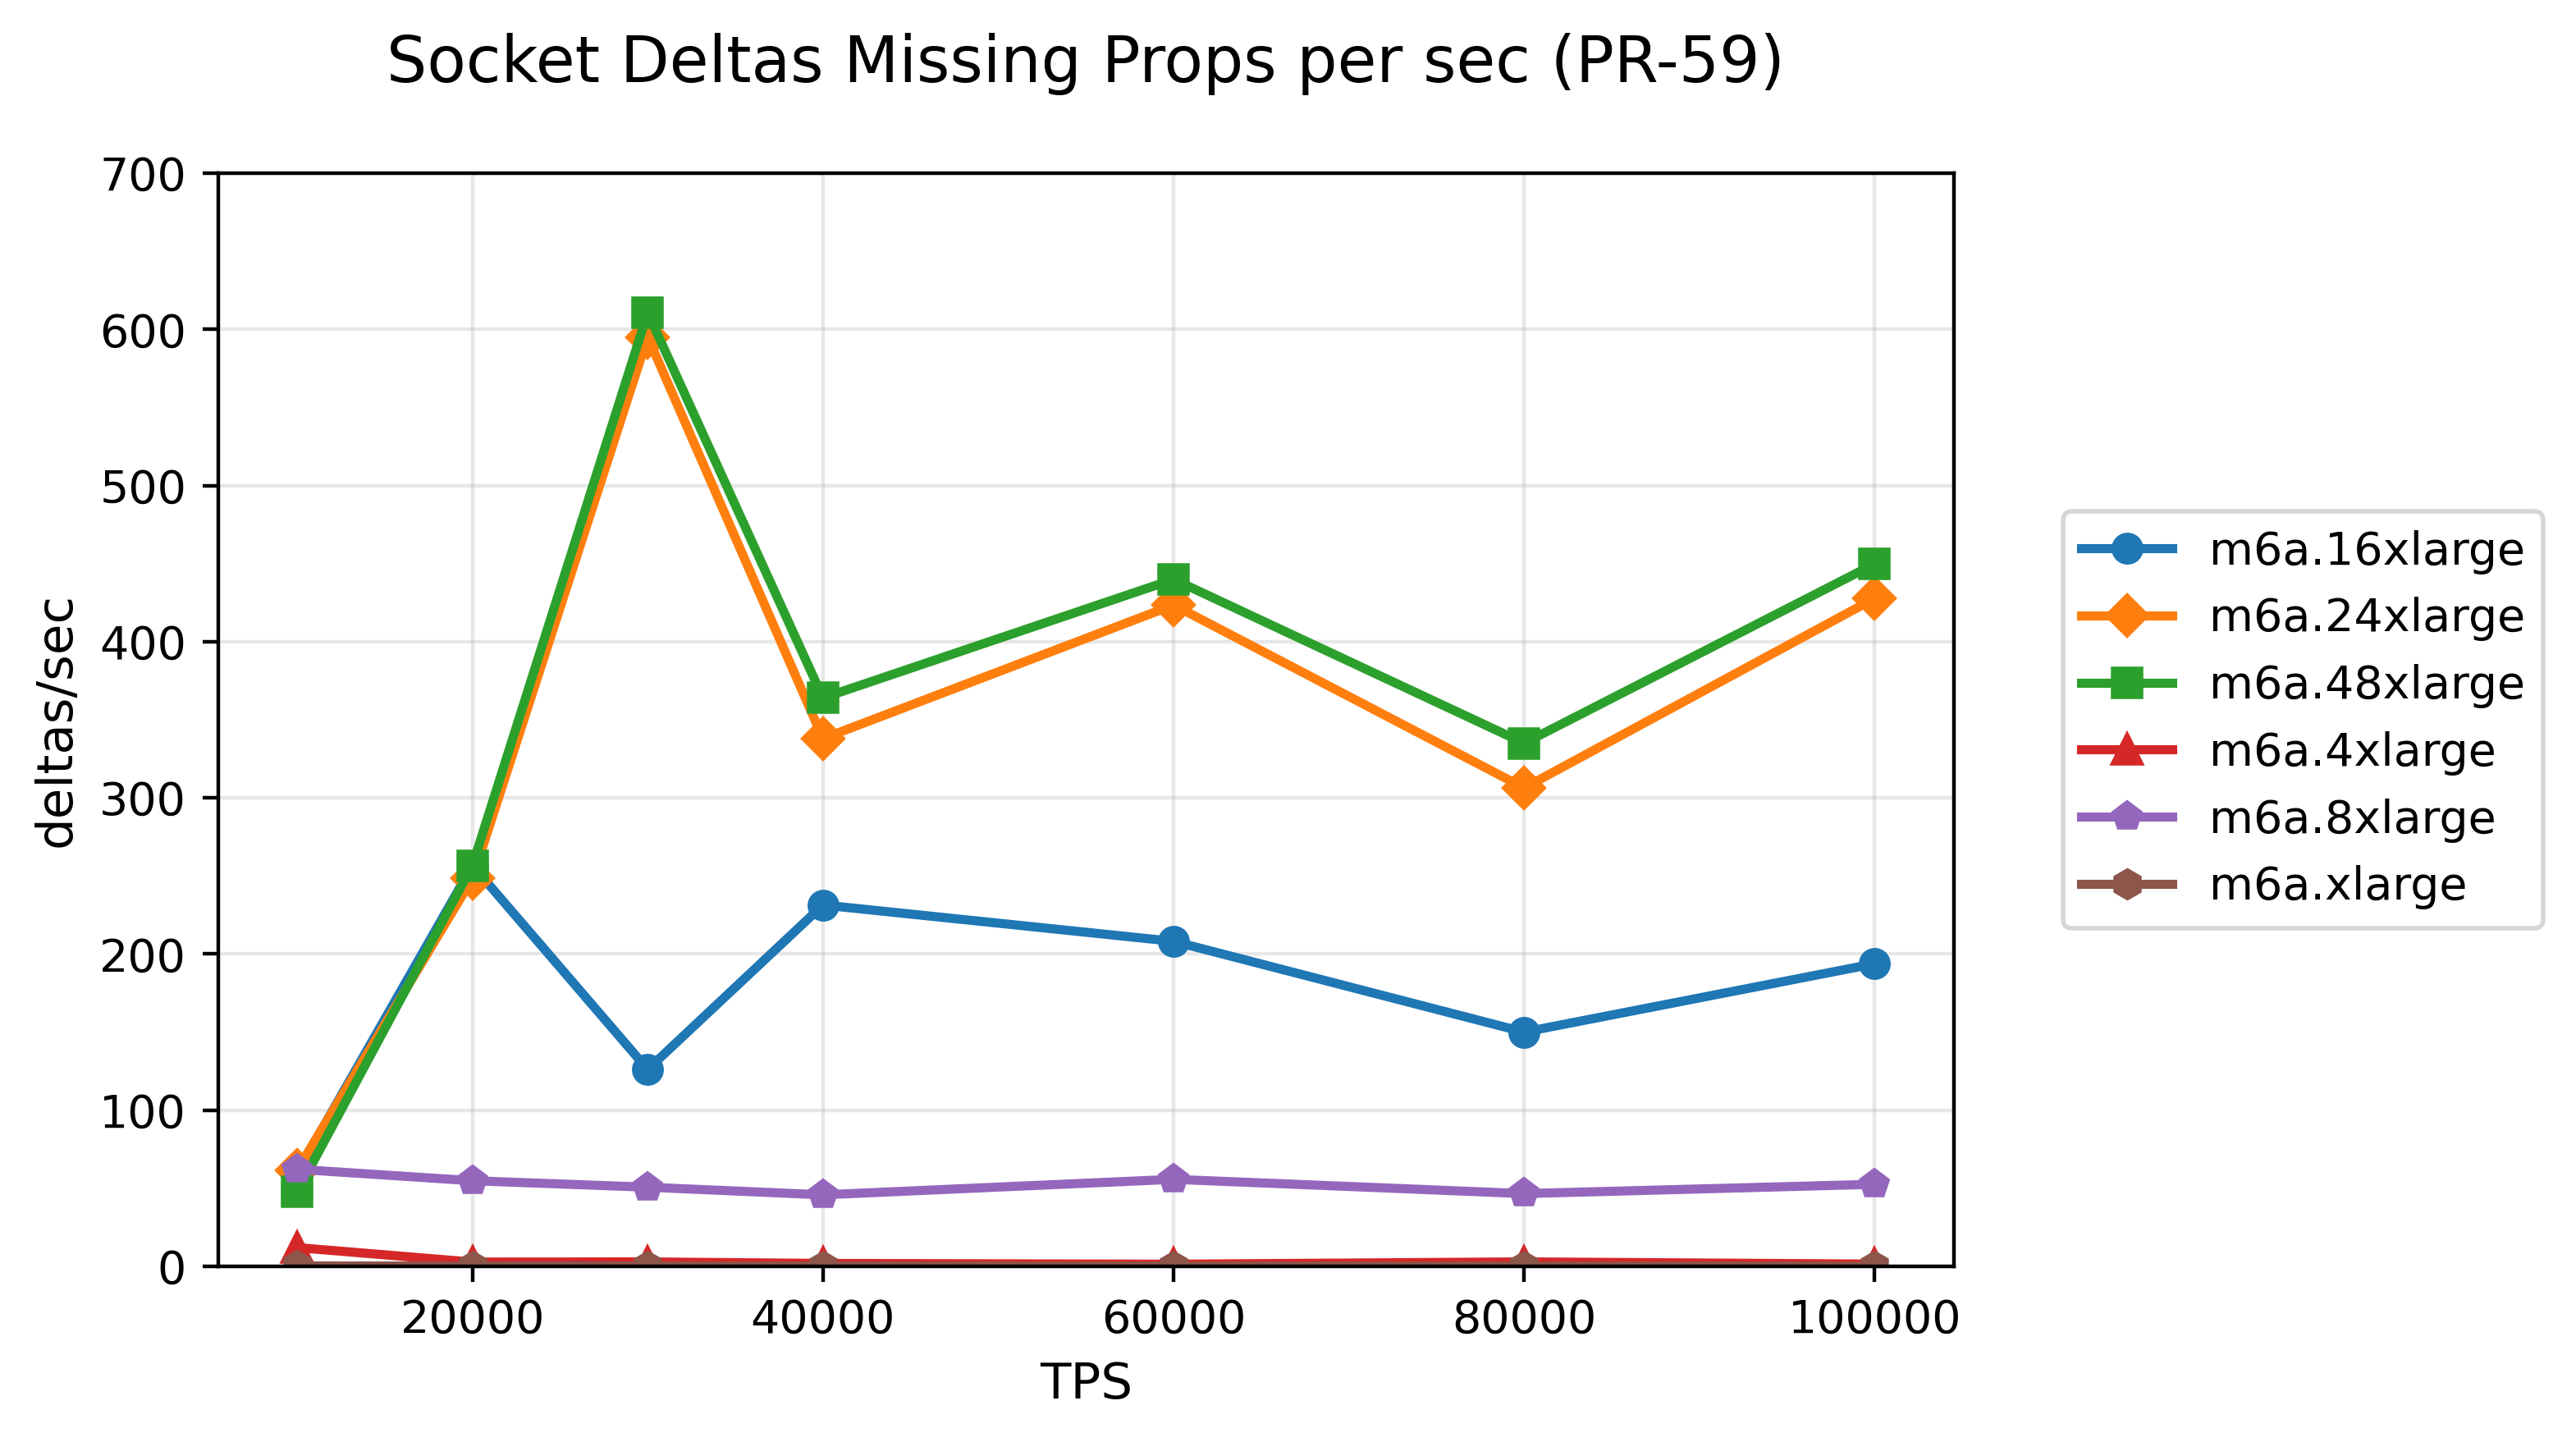 Socket Deltas Missing Props per sec (PR-59)
700
600
500
400
300
200
100
0
deltas/sec
20000 40000 60000 80000 100000
TPS
m6a.16xlarge
m6a.24xlarge
m6a.48xlarge
m6a.4xlarge
m6a.8xlarge
m6a.xlarge